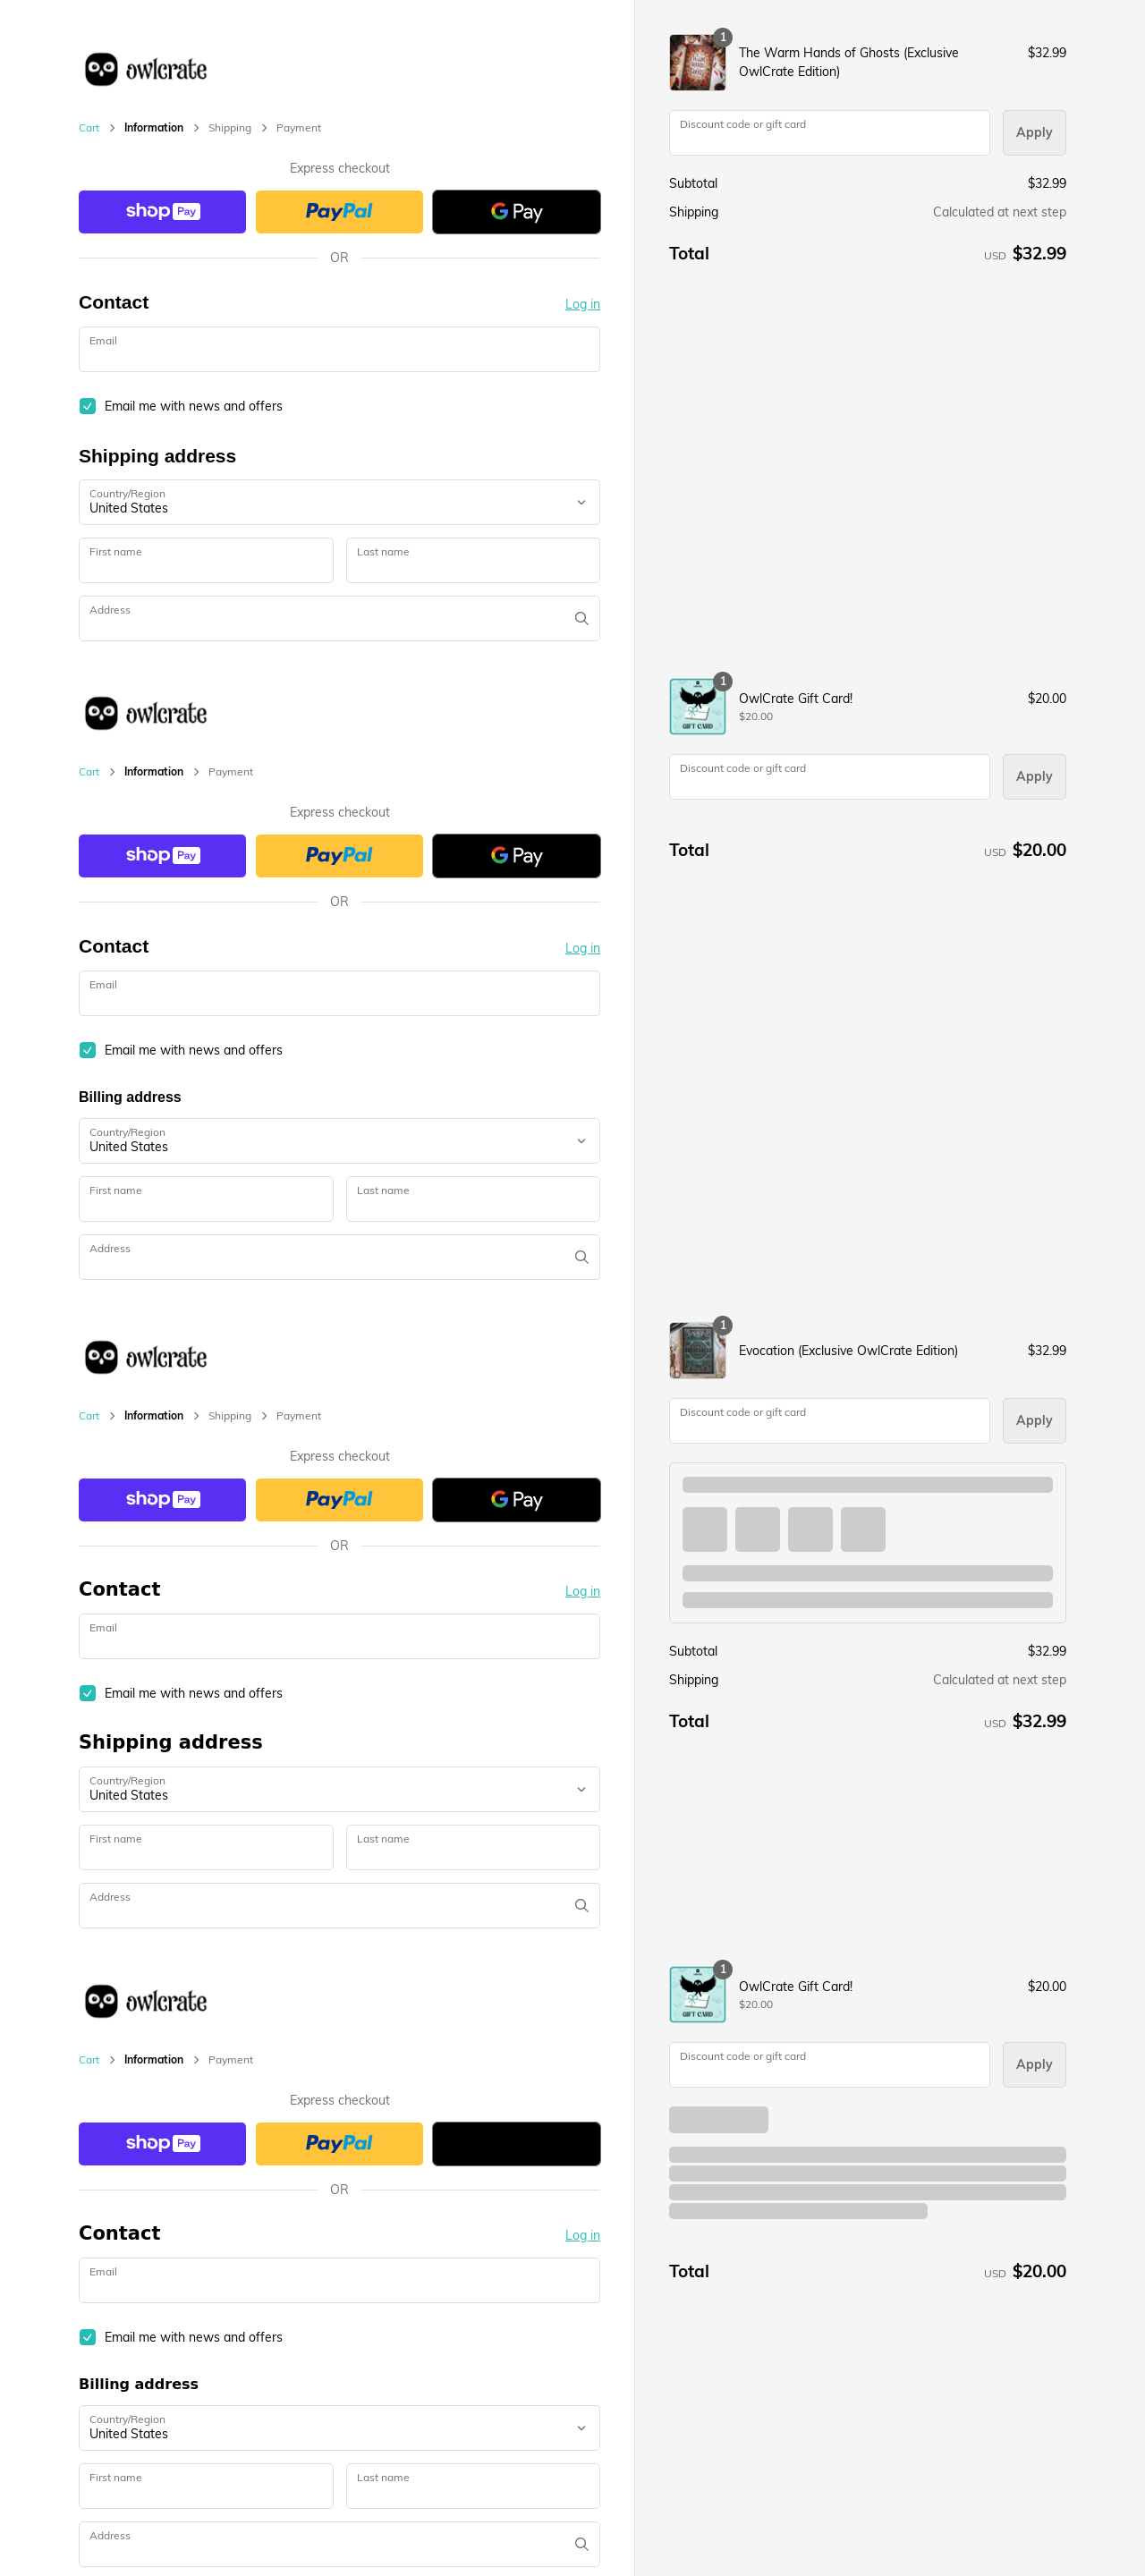 owlcrate
Cart > Information > Shipping > Payment
Express checkout
shop Pay
PayPal
G Pay
OR
Contact
Log in
Email
Email me with news and offers
Shipping address
Country/Region
United States
First name
Last name
Address
1
The Warm Hands of Ghosts (Exclusive
OwlCrate Edition)
$32.99
Discount code or gift card
Apply
Subtotal
$32.99
Shipping
Calculated at next step
Total
USD $32.99
owlcrate
Cart > Information > Payment
Express checkout
shop Pay
PayPal
G Pay
OR
Contact
Log in
Email
Email me with news and offers
Billing address
Country/Region
United States
First name
Last name
Address
1
GIFT CARD
OwlCrate Gift Card!
$20.00
$20.00
Discount code or gift card
Apply
Total
USD $20.00
owlcrate
Cart > Information > Shipping > Payment
Express checkout
shop Pay
PayPal
G Pay
OR
Contact
Log in
Email
Email me with news and offers
Shipping address
Country/Region
United States
First name
Last name
Address
1
Evocation (Exclusive OwlCrate Edition)
$32.99
Discount code or gift card
Apply
Subtotal
$32.99
Shipping
Calculated at next step
Total
USD $32.99
owlcrate
Cart > Information > Payment
Express checkout
shop Pay
PayPal
OR
Contact
Log in
Email
Email me with news and offers
Billing address
Country/Region
United States
First name
Last name
Address
1
GIFT CARD
OwlCrate Gift Card!
$20.00
$20.00
Discount code or gift card
Apply
Total
USD $20.00